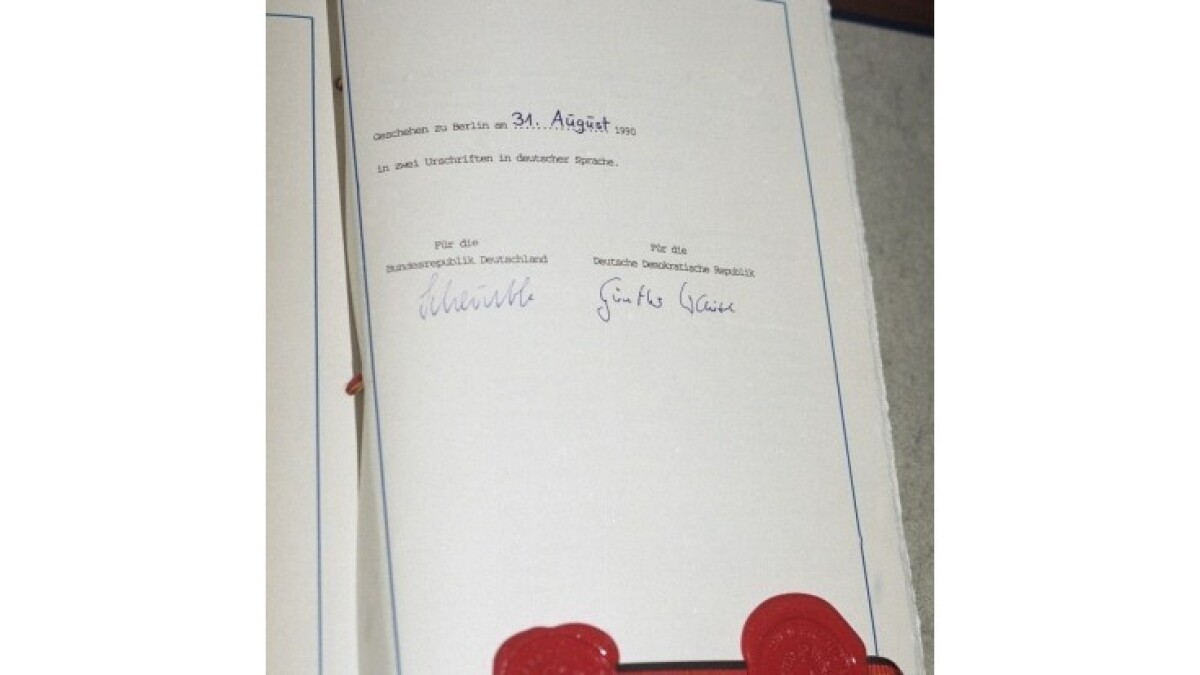 Geschehen zu Berlin am 31. August 1990
in zwei Urschriften in deutscher Sprache.
Für die
Bundesrepublik Deutschland
Für die
Deutsche Demokratische Republik
Günther